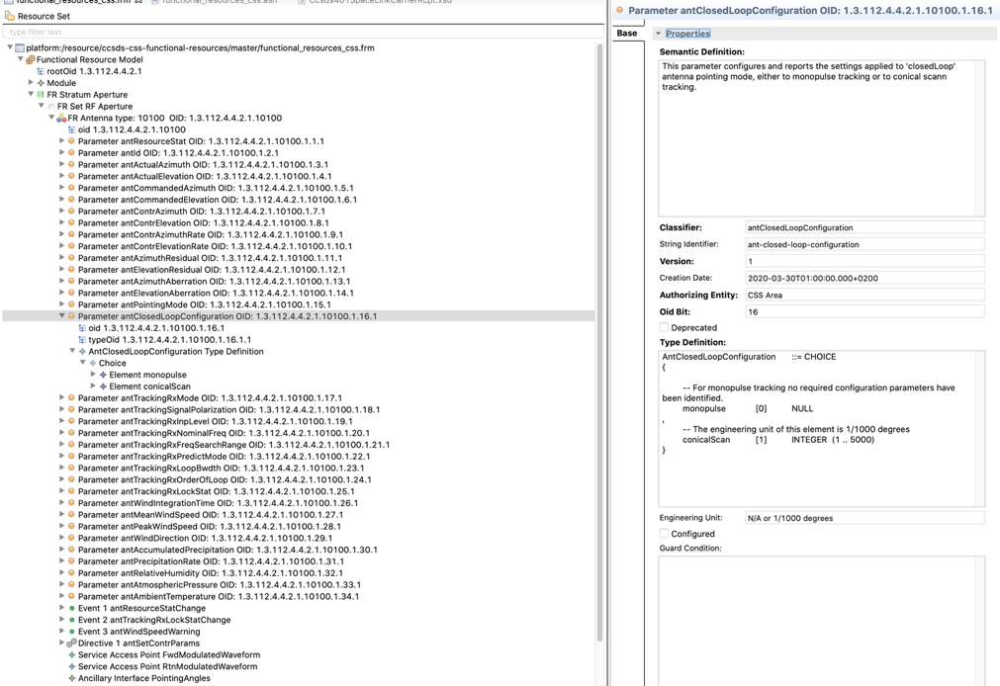 functional_resources_css.frm
functional_resources_css.asn
Ccsds401SpaceLinkCarrierRcpt.xsd
Resource Set
type filter text
platform:/resource/ccsds-css-functional-resources/master/functional_resources_css.frm
Functional Resource Model
rootOid 1.3.112.4.4.2.1
Module
FR Stratum Aperture
FR Set RF Aperture
FR Antenna type: 10100 OID: 1.3.112.4.4.2.1.10100
oid 1.3.112.4.4.2.1.10100
Parameter antResourceStat OID: 1.3.112.4.4.2.1.10100.1.1.1
Parameter antId OID: 1.3.112.4.4.2.1.10100.1.2.1
Parameter antActualAzimuth OID: 1.3.112.4.4.2.1.10100.1.3.1
Parameter antActualElevation OID: 1.3.112.4.4.2.1.10100.1.4.1
Parameter antCommandedAzimuth OID: 1.3.112.4.4.2.1.10100.1.5.1
Parameter antCommandedElevation OID: 1.3.112.4.4.2.1.10100.1.6.1
Parameter antContrAzimuth OID: 1.3.112.4.4.2.1.10100.1.7.1
Parameter antContrElevation OID: 1.3.112.4.4.2.1.10100.1.8.1
Parameter antContrAzimuthRate OID: 1.3.112.4.4.2.1.10100.1.9.1
Parameter antContrElevationRate OID: 1.3.112.4.4.2.1.10100.1.10.1
Parameter antAzimuthResidual OID: 1.3.112.4.4.2.1.10100.1.11.1
Parameter antElevationResidual OID: 1.3.112.4.4.2.1.10100.1.12.1
Parameter antAzimuthAberration OID: 1.3.112.4.4.2.1.10100.1.13.1
Parameter antElevationAberration OID: 1.3.112.4.4.2.1.10100.1.14.1
Parameter antPointingMode OID: 1.3.112.4.4.2.1.10100.1.15.1
Parameter antClosedLoopConfiguration OID: 1.3.112.4.4.2.1.10100.1.16.1
oid 1.3.112.4.4.2.1.10100.1.16.1
typeOid 1.3.112.4.4.2.1.10100.1.16.1.1
AntClosedLoopConfiguration Type Definition
Choice
Element monopulse
Element conicalScan
Parameter antTrackingRxMode OID: 1.3.112.4.4.2.1.10100.1.17.1
Parameter antTrackingSignalPolarization OID: 1.3.112.4.4.2.1.10100.1.18.1
Parameter antTrackingRxInpLevel OID: 1.3.112.4.4.2.1.10100.1.19.1
Parameter antTrackingRxNominalFreq OID: 1.3.112.4.4.2.1.10100.1.20.1
Parameter antTrackingRxFreqSearchRange OID: 1.3.112.4.4.2.1.10100.1.21.1
Parameter antTrackingRxPredictMode OID: 1.3.112.4.4.2.1.10100.1.22.1
Parameter antTrackingRxLoopBwdth OID: 1.3.112.4.4.2.1.10100.1.23.1
Parameter antTrackingRxOrderOfLoop OID: 1.3.112.4.4.2.1.10100.1.24.1
Parameter antTrackingRxLockStat OID: 1.3.112.4.4.2.1.10100.1.25.1
Parameter antWindIntegrationTime OID: 1.3.112.4.4.2.1.10100.1.26.1
Parameter antMeanWindSpeed OID: 1.3.112.4.4.2.1.10100.1.27.1
Parameter antPeakWindSpeed OID: 1.3.112.4.4.2.1.10100.1.28.1
Parameter antWindDirection OID: 1.3.112.4.4.2.1.10100.1.29.1
Parameter antAccumulatedPrecipitation OID: 1.3.112.4.4.2.1.10100.1.30.1
Parameter antPrecipitationRate OID: 1.3.112.4.4.2.1.10100.1.31.1
Parameter antRelativeHumidity OID: 1.3.112.4.4.2.1.10100.1.32.1
Parameter antAtmosphericPressure OID: 1.3.112.4.4.2.1.10100.1.33.1
Parameter antAmbientTemperature OID: 1.3.112.4.4.2.1.10100.1.34.1
Event 1 antResourceStatChange
Event 2 antTrackingRxLockStatChange
Event 3 antWindSpeedWarning
Directive 1 antSetContrParams
Service Access Point FwdModulatedWaveform
Service Access Point RtnModulatedWaveform
Ancillary Interface PointingAngles
Parameter antClosedLoopConfiguration OID: 1.3.112.4.4.2.1.10100.1.16.1
Base
Properties
Semantic Definition:
This parameter configures and reports the settings applied to 'closedLoop'
antenna pointing mode, either to monopulse tracking or to conical scann
tracking.
Classifier: antClosedLoopConfiguration
String Identifier: ant-closed-loop-configuration
Version: 1
Creation Date: 2020-03-30T01:00:00.000+0200
Authorizing Entity: CSS Area
Oid Bit: 16
Deprecated
Type Definition:
AntClosedLoopConfiguration ::= CHOICE
{
-- For monopulse tracking no required configuration parameters have
been identified.
monopulse [0] NULL
,
-- The engineering unit of this element is 1/1000 degrees
conicalScan [1] INTEGER (1 .. 5000)
}
Engineering Unit: N/A or 1/1000 degrees
Configured
Guard Condition: